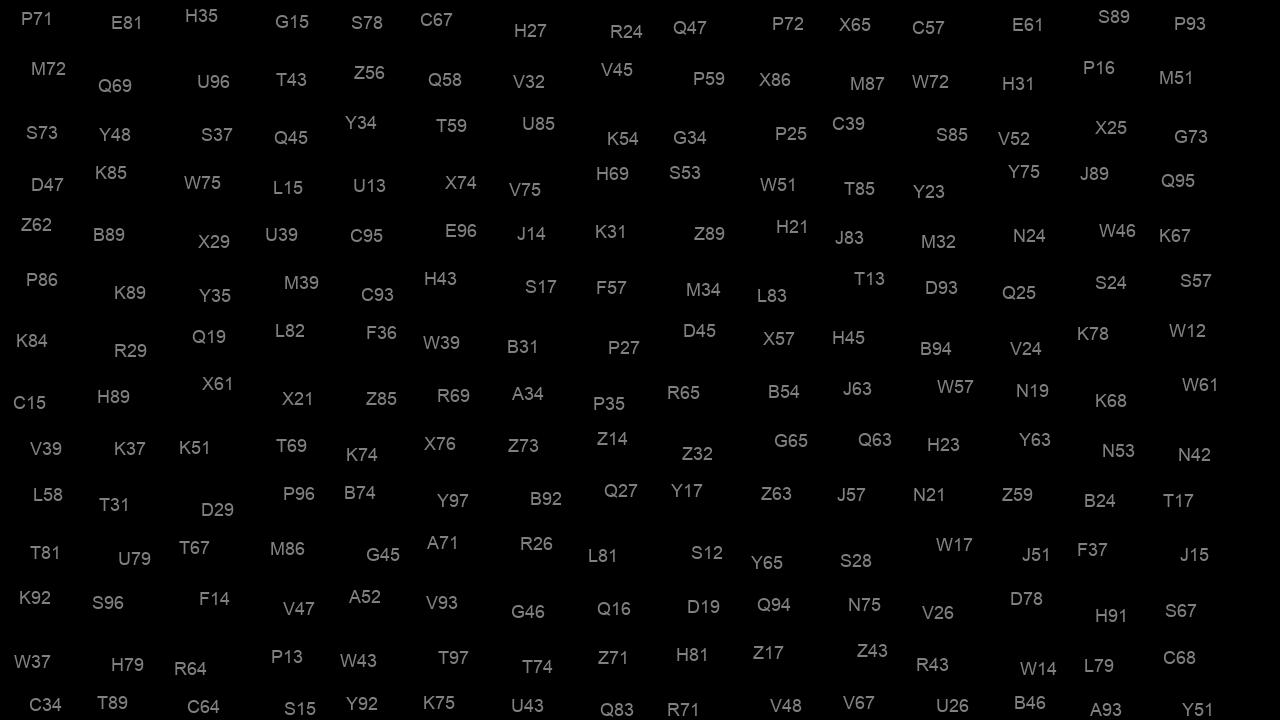 P71 E81 H35 G15 S78 C67 H27 R24 Q47 P72 X65 C57 E61 S89 P93
M72 Q69 U96 T43 Z56 Q58 V32 V45 P59 X86 M87 W72 H31 P16 M51
S73 Y48 S37 Q45 Y34 T59 U85 K54 G34 P25 C39 S85 V52 X25 G73
D47 K85 W75 L15 U13 X74 V75 H69 S53 W51 T85 Y23 Y75 J89 Q95
Z62 B89 X29 U39 C95 E96 J14 K31 Z89 H21 J83 M32 N24 W46 K67
P86 K89 Y35 M39 C93 H43 S17 F57 M34 L83 T13 D93 Q25 S24 S57
K84 R29 Q19 L82 F36 W39 B31 P27 D45 X57 H45 B94 V24 K78 W12
C15 H89 X61 X21 Z85 R69 A34 P35 R65 B54 J63 W57 N19 K68 W61
V39 K37 K51 T69 K74 X76 Z73 Z14 Z32 G65 Q63 H23 Y63 N53 N42
L58 T31 D29 P96 B74 Y97 B92 Q27 Y17 Z63 J57 N21 Z59 B24 T17
T81 U79 T67 M86 G45 A71 R26 L81 S12 Y65 S28 W17 J51 F37 J15
K92 S96 F14 V47 A52 V93 G46 Q16 D19 Q94 N75 V26 D78 H91 S67
W37 H79 R64 P13 W43 T97 T74 Z71 H81 Z17 Z43 R43 W14 L79 C68
C34 T89 C64 S15 Y92 K75 U43 Q83 R71 V48 V67 U26 B46 A93 Y51